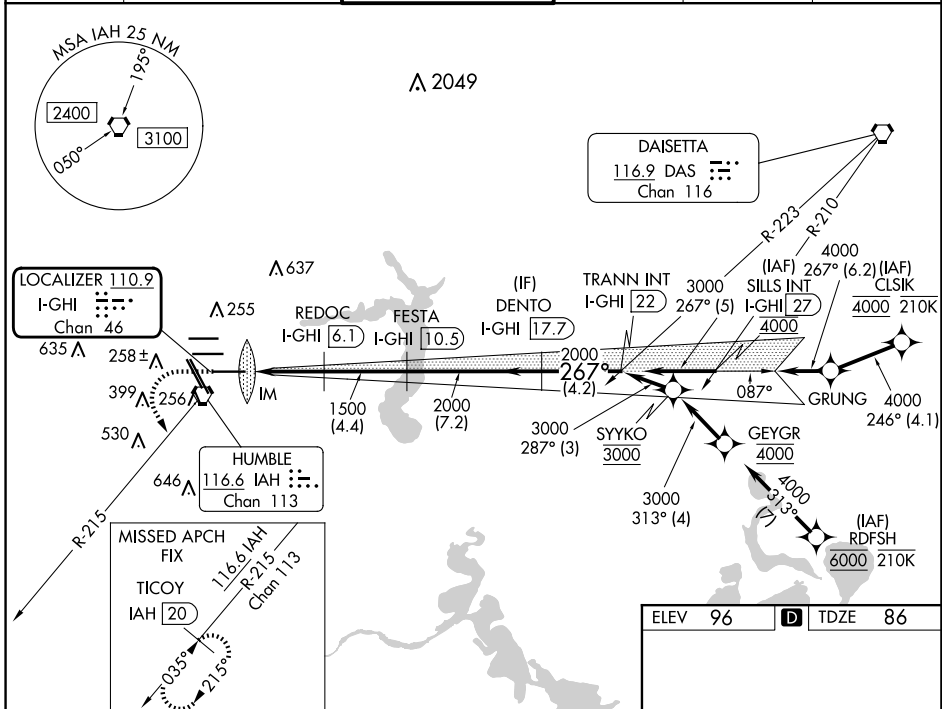 MSA IAH 25 NM
195°
2400
3100
050°
2049
DAISETTA
116.9 DAS
Chan 116
R-223
R-210
LOCALIZER 110.9
I-GHI
Chan 46
637
255
635
258±
399
256
530
646
IM
REDOC
I-GHI 6.1
FESTA
I-GHI 10.5
(IF)
DENTO
I-GHI 17.7
TRANN INT
I-GHI 22
3000
267° (5)
(IAF)
SILLS INT
I-GHI 27
4000
4000
267° (6.2)
(IAF)
CLSIK
4000 210K
2000
267°
(4.2)
087°
GRUNG
4000
246° (4.1)
1500
(4.4)
2000
(7.2)
3000
287° (3)
SYYKO
3000
GEYGR
4000
3000
313° (4)
4000
313°
(7)
(IAF)
RDFSH
6000 210K
HUMBLE
116.6 IAH
Chan 113
R-215
MISSED APCH
FIX
TICOY
IAH 20
116.6 IAH
R-215
Chan 113
035°
215°
ELEV 96 D TDZE 86